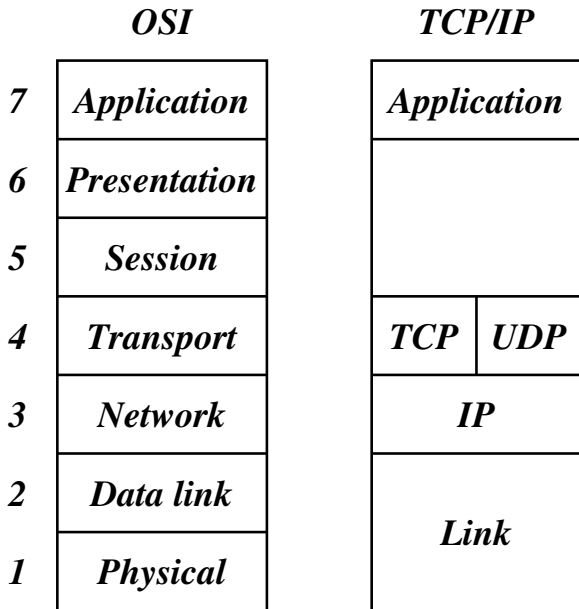 OSI TCP/IP
7 Application Application
6 Presentation
5 Session
4 Transport TCP UDP
3 Network IP
2 Data link
Link
1 Physical